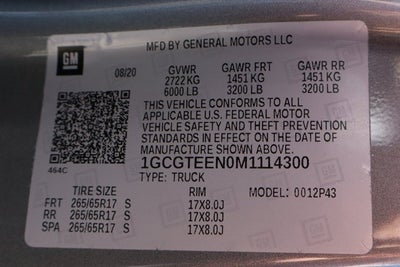 GM
MFD BY GENERAL MOTORS LLC
08/20 GVWR GAWR FRT GAWR RR
2722 KG 1451 KG 1451 KG
6000 LB 3200 LB 3200 LB
THIS VEHICLE CONFORMS TO ALL
APPLICABLE U.S. FEDERAL MOTOR
VEHICLE SAFETY AND THEFT PREVENTION
STANDARDS IN EFFECT ON THE DATE OF
MANUFACTURE SHOWN ABOVE.
1GCGTEEN0M1114300
464C TYPE: TRUCK
TIRE SIZE RIM MODEL: 0012P43
FRT 265/65R17 S 17X8.0J
RR 265/65R17 S 17X8.0J
SPA 265/65R17 S 17X8.0J